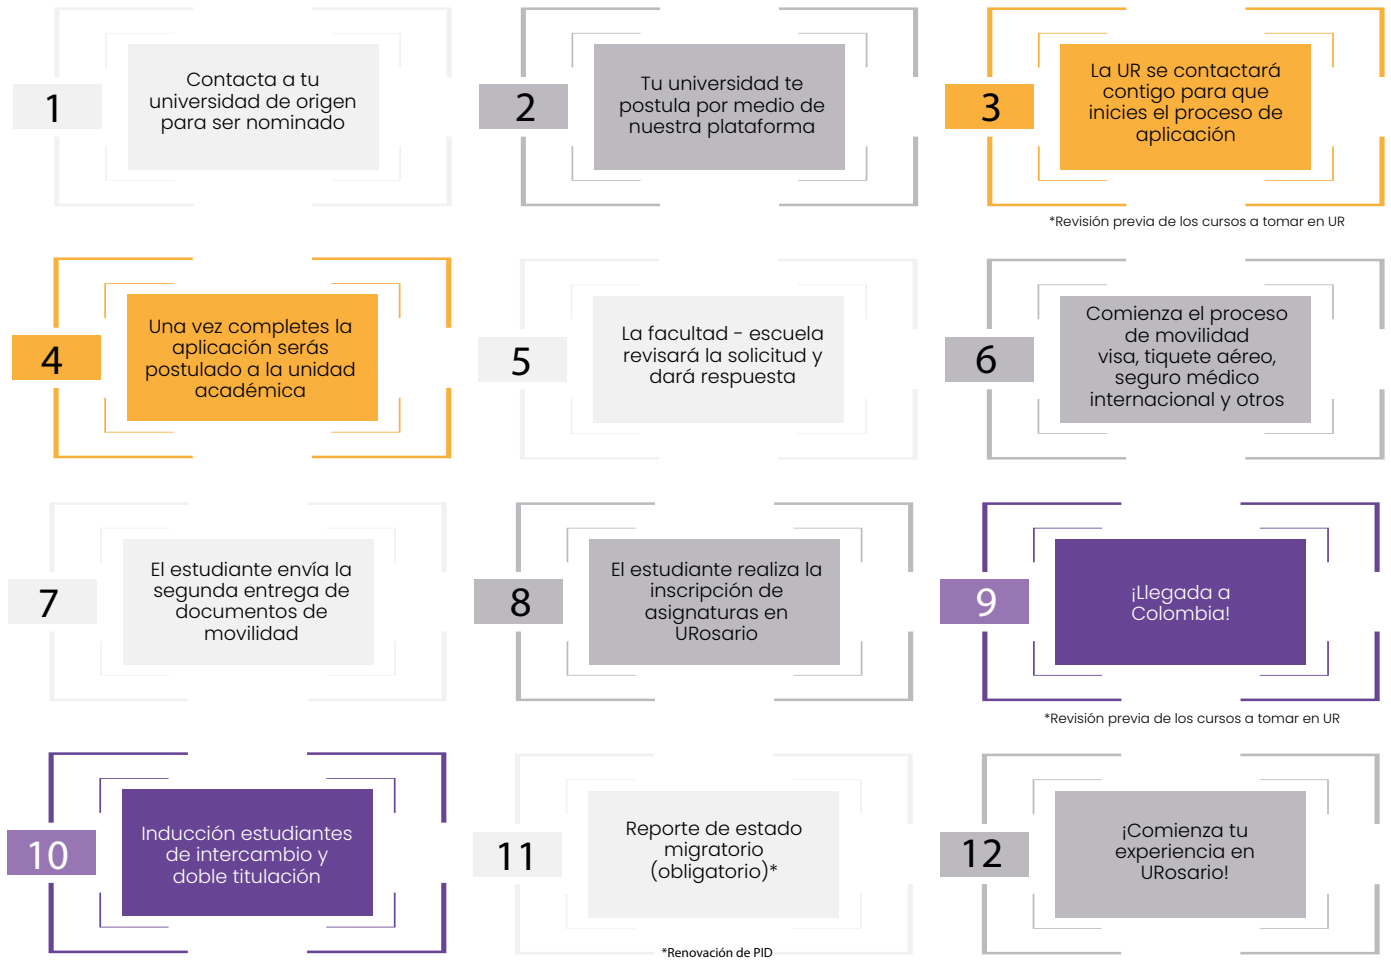 1
Contacta a tu
universidad de origen
para ser nominado
2
Tu universidad te
postula por medio de
nuestra plataforma
3
La UR se contactará
contigo para que
inicies el proceso de
aplicación
*Revisión previa de los cursos a tomar en UR
4
Una vez completes la
aplicación serás
postulado a la unidad
académica
5
La facultad - escuela
revisará la solicitud y
dará respuesta
6
Comienza el proceso
de movilidad
visa, tiquete aéreo,
seguro médico
internacional y otros
7
El estudiante envía la
segunda entrega de
documentos de
movilidad
8
El estudiante realiza la
inscripción de
asignaturas en
URosario
9
¡Llegada a
Colombia!
*Revisión previa de los cursos a tomar en UR
10
Inducción estudiantes
de intercambio y
doble titulación
11
Reporte de estado
migratorio
(obligatorio)*
*Renovación de PID
12
¡Comienza tu
experiencia en
URosario!